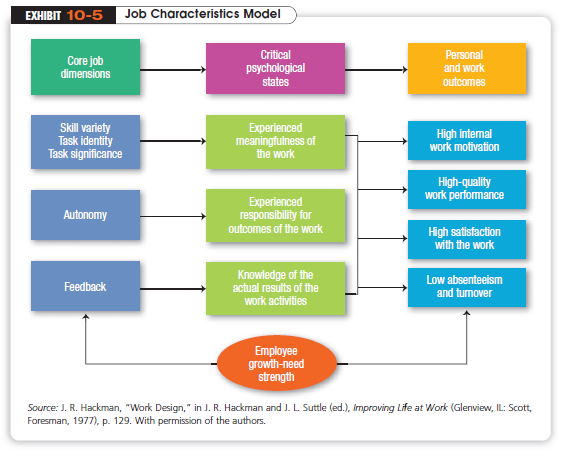 EXHIBIT 10-5 Job Characteristics Model
Core job
dimensions
Critical
psychological
states
Personal
and work
outcomes
Skill variety
Task identity
Task significance
Experienced
meaningfulness of
the work
High internal
work motivation
High-quality
work performance
Autonomy
Experienced
responsibility for
outcomes of the work
High satisfaction
with the work
Feedback
Knowledge of the
actual results of the
work activities
Low absenteeism
and turnover
Employee
growth-need
strength
Source: J. R. Hackman, "Work Design," in J. R. Hackman and J. L. Suttle (ed.), Improving Life at Work (Glenview, IL: Scott,
Foresman, 1977), p. 129. With permission of the authors.